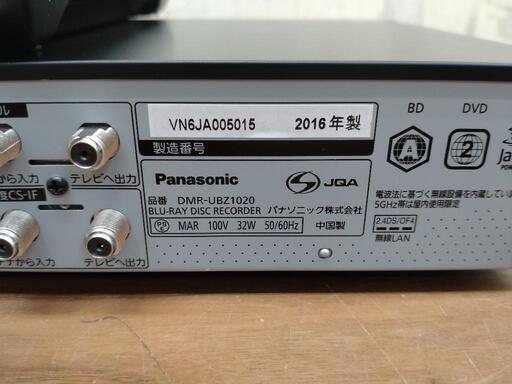 VN6JA005015 2016年製
製造番号
BD DVD
A
2
テレビへ出力
Panasonic
JQA
品番 DMR-UBZ1020
BLU-RAY DISC RECORDER パナソニック株式会社
MAR 100V 32W 50/60Hz 中国製
CS-IF
から入力 テレビへ出力
電波法に基づく無線設備を内蔵してい
5GHz帯は屋内使用限定
2.4DS/OF4
無線LAN